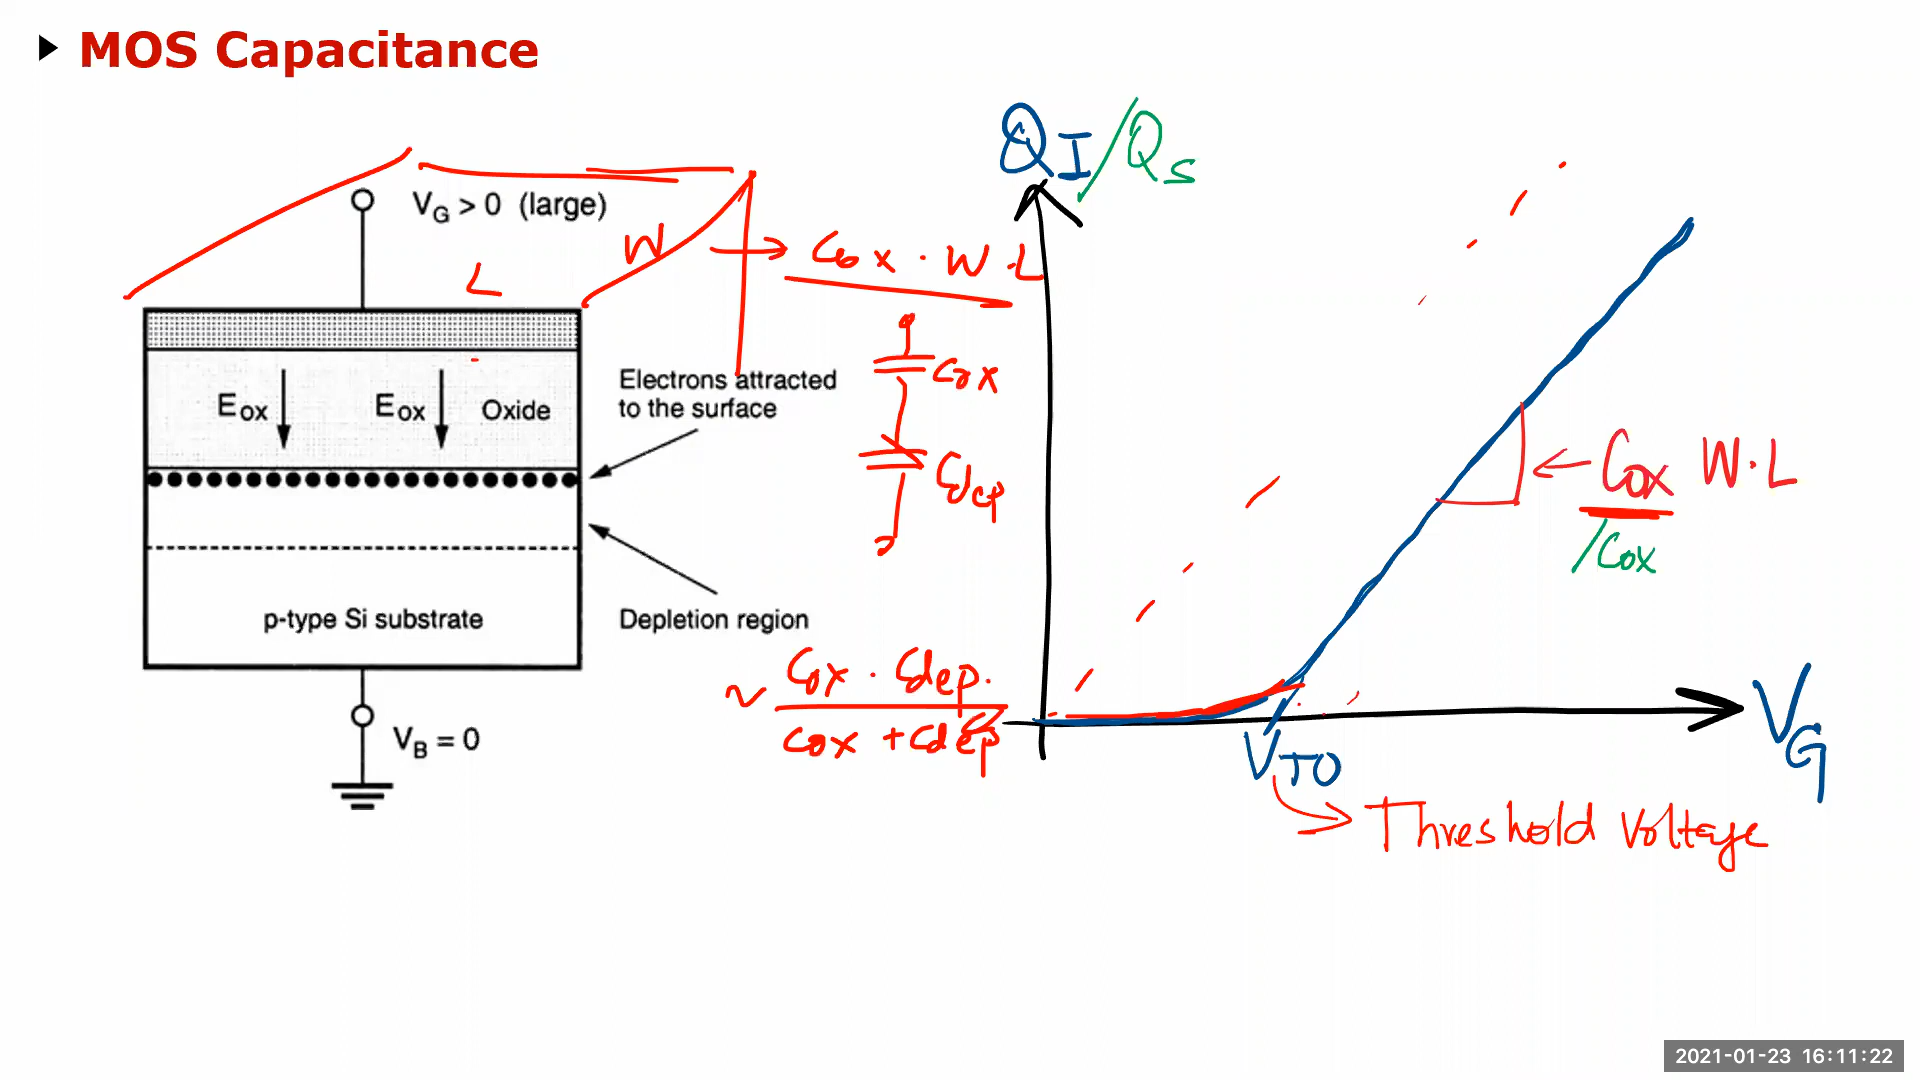 MOS Capacitance
QI/Qs
VG > 0 (large)
W
L
Cox . W . L
Electrons attracted
to the surface
Cox
Eox
Eox
Oxide
Cdep
Cox W.L
/Cox
p-type Si substrate
Depletion region
~ Cox . Cdep.
Cox + Cdep
VG
VB = 0
VTO
Threshold Voltage
2021-01-23 16:11:22